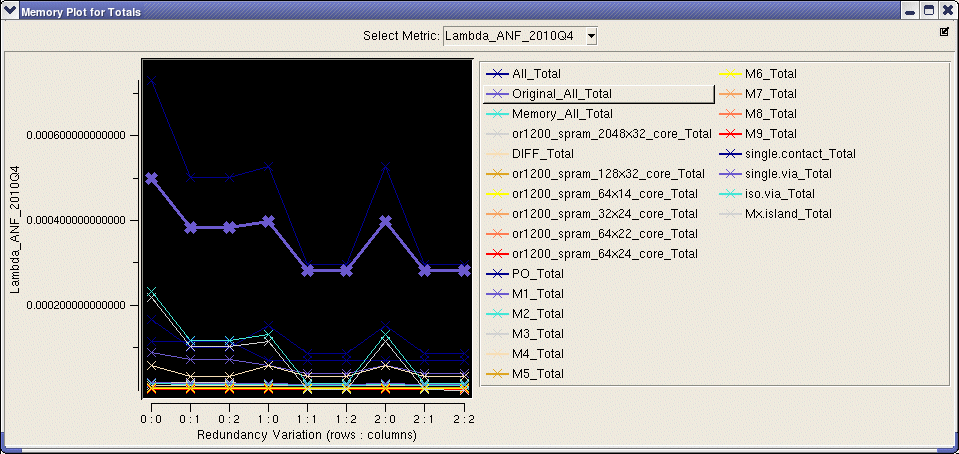 Memory Plot for Totals
Select Metric: Lambda_ANF_2010Q4
Lambda_ANF_2010Q4
0.000600000000000
0.000400000000000
0.000200000000000
0 : 0 0 : 1 0 : 2 1 : 0 1 : 1 1 : 2 2 : 0 2 : 1 2 : 2
Redundancy Variation (rows : columns)
All_Total
Original_All_Total
Memory_All_Total
or1200_spram_2048x32_core_Total
DIFF_Total
or1200_spram_128x32_core_Total
or1200_spram_64x14_core_Total
or1200_spram_32x24_core_Total
or1200_spram_64x22_core_Total
or1200_spram_64x24_core_Total
PO_Total
M1_Total
M2_Total
M3_Total
M4_Total
M5_Total
M6_Total
M7_Total
M8_Total
M9_Total
single.contact_Total
single.via_Total
iso.via_Total
Mx.island_Total